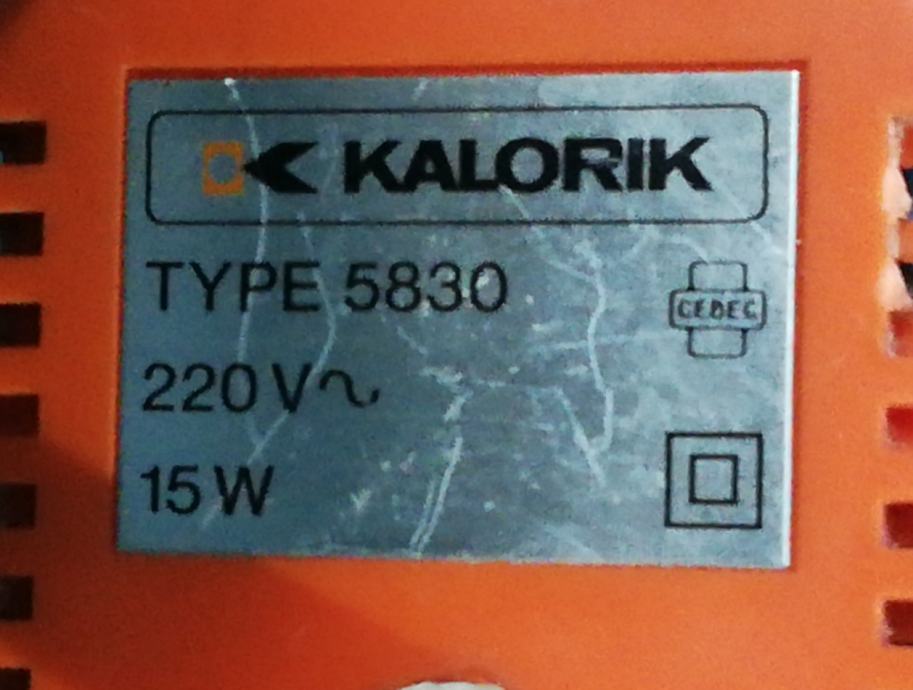 KALORIK
TYPE 5830
CEBEC
220 V~
15 W